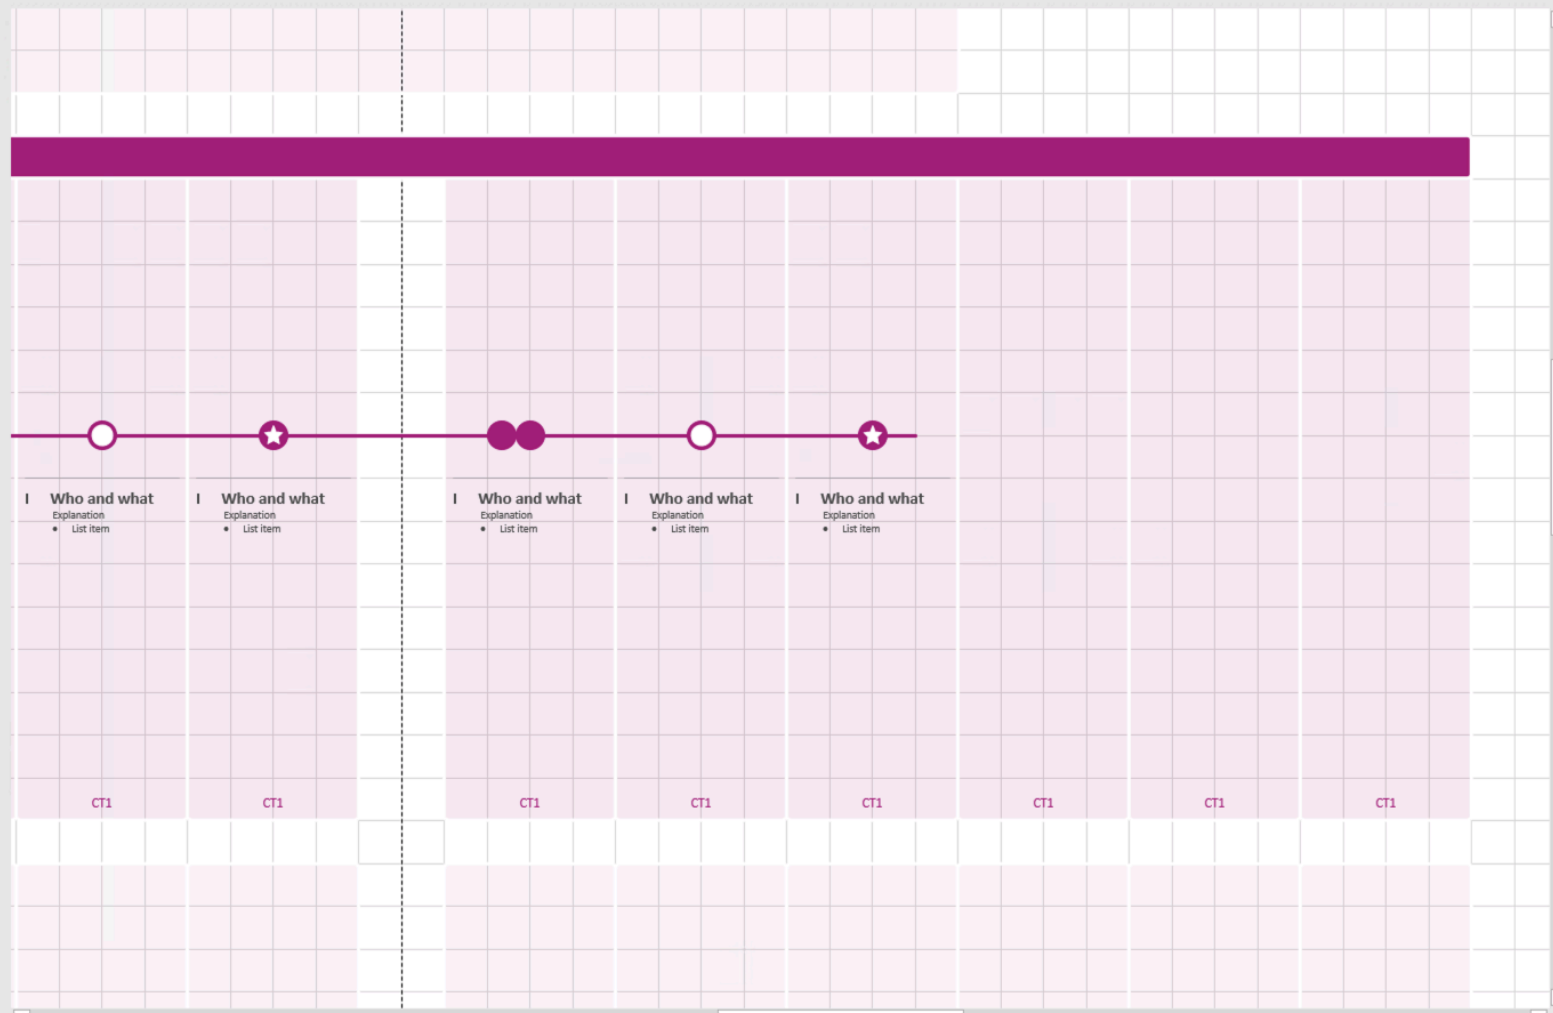 I Who and what
Explanation
• List item
I Who and what
Explanation
• List item
I Who and what
Explanation
• List item
I Who and what
Explanation
• List item
I Who and what
Explanation
• List item
CT1 CT1 CT1 CT1 CT1 CT1 CT1 CT1